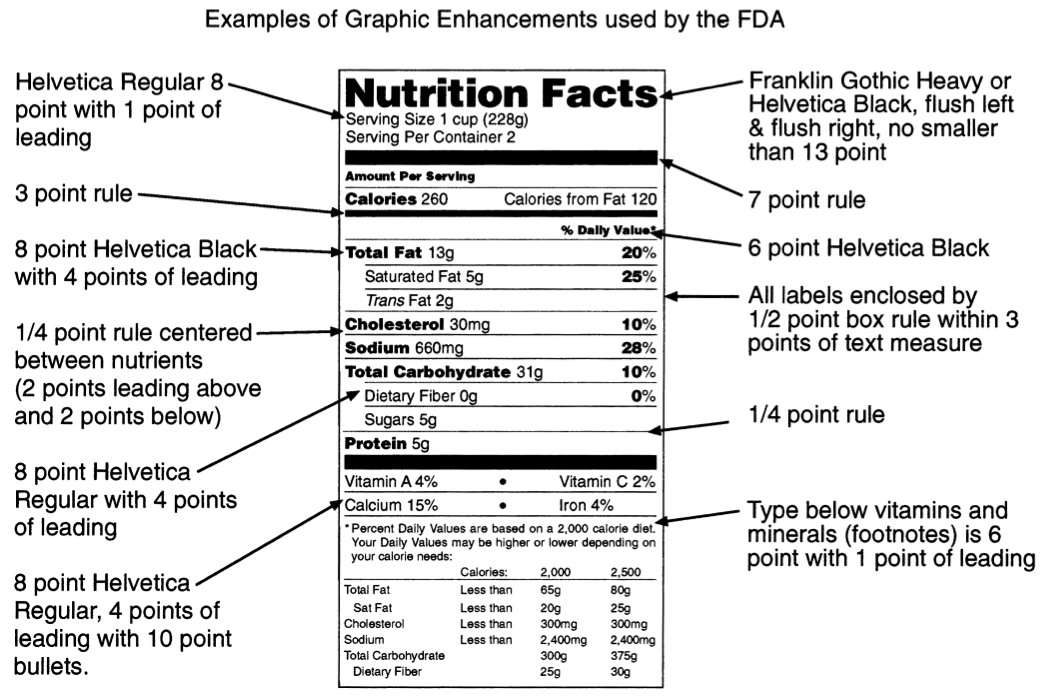 Examples of Graphic Enhancements used by the FDA
Helvetica Regular 8
point with 1 point of
leading
3 point rule
8 point Helvetica Black
with 4 points of leading
1/4 point rule centered
between nutrients
(2 points leading above
and 2 points below)
8 point Helvetica
Regular with 4 points
of leading
8 point Helvetica
Regular, 4 points of
leading with 10 point
bullets.
Nutrition Facts
Serving Size 1 cup (228g)
Serving Per Container 2
Amount Per Serving
Calories 260 Calories from Fat 120
% Daily Value*
Total Fat 13g 20%
Saturated Fat 5g 25%
Trans Fat 2g
Cholesterol 30mg 10%
Sodium 660mg 28%
Total Carbohydrate 31g 10%
Dietary Fiber 0g 0%
Sugars 5g
Protein 5g
Vitamin A 4% • Vitamin C 2%
Calcium 15% • Iron 4%
* Percent Daily Values are based on a 2,000 calorie diet.
Your Daily Values may be higher or lower depending on
your calorie needs:
Calories: 2,000 2,500
Total Fat Less than 65g 80g
Sat Fat Less than 20g 25g
Cholesterol Less than 300mg 300mg
Sodium Less than 2,400mg 2,400mg
Total Carbohydrate 300g 375g
Dietary Fiber 25g 30g
Franklin Gothic Heavy or
Helvetica Black, flush left
& flush right, no smaller
than 13 point
7 point rule
6 point Helvetica Black
All labels enclosed by
1/2 point box rule within 3
points of text measure
1/4 point rule
Type below vitamins and
minerals (footnotes) is 6
point with 1 point of leading